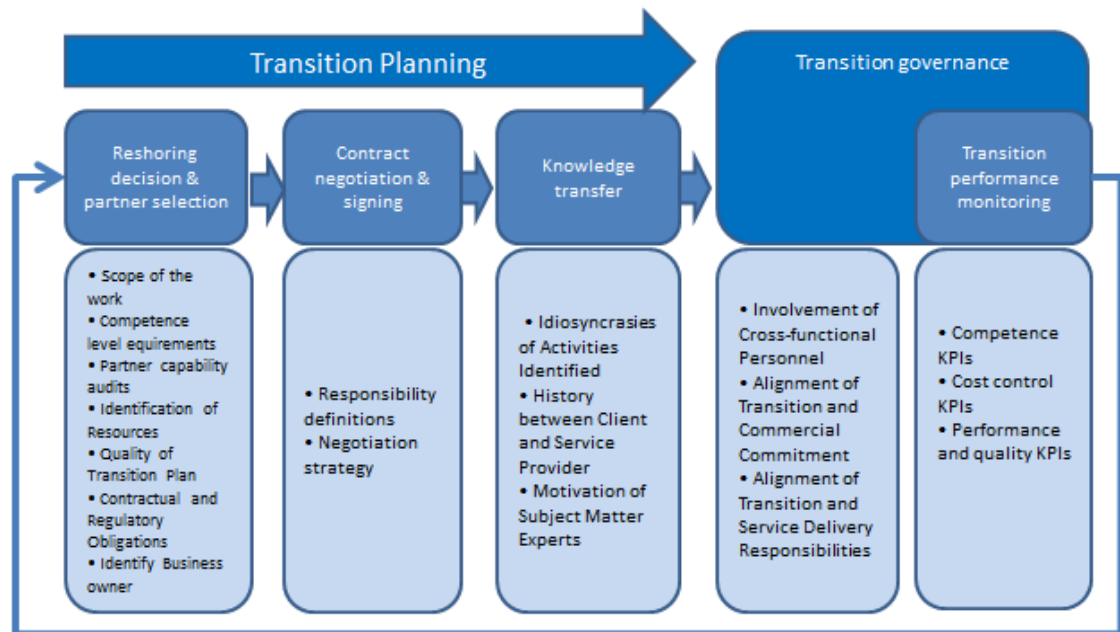 Transition Planning
Transition governance
Reshoring
decision &
partner selection
Contract
negotiation &
signing
Knowledge
transfer
Transition
performance
monitoring
• Scope of the
work
• Competence
level equirements
• Partner capability
audits
• Identification of
Resources
• Quality of
Transition Plan
• Contractual and
Regulatory
Obligations
• Identify Business
owner
• Responsibility
definitions
• Negotiation
strategy
• Idiosyncrasies
of Activities
Identified
• History
between Client
and Service
Provider
• Motivation of
Subject Matter
Experts
• Involvement of
Cross-functional
Personnel
• Alignment of
Transition and
Commercial
Commitment
• Alignment of
Transition and
Service Delivery
Responsibilities
• Competence
KPIs
• Cost control
KPIs
• Performance
and quality KPIs